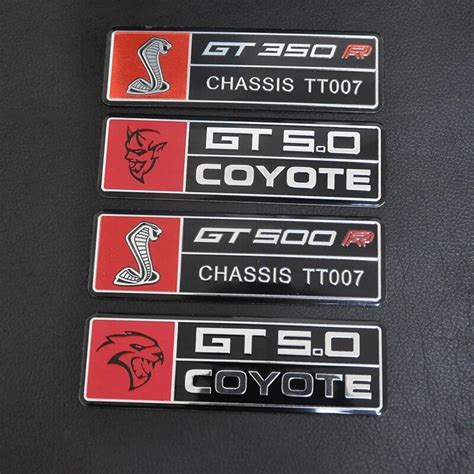 GT 350 R
CHASSIS TT007
GT 5.0
COYOTE
GT 500 R
CHASSIS TT007
GT 5.0
COYOTE